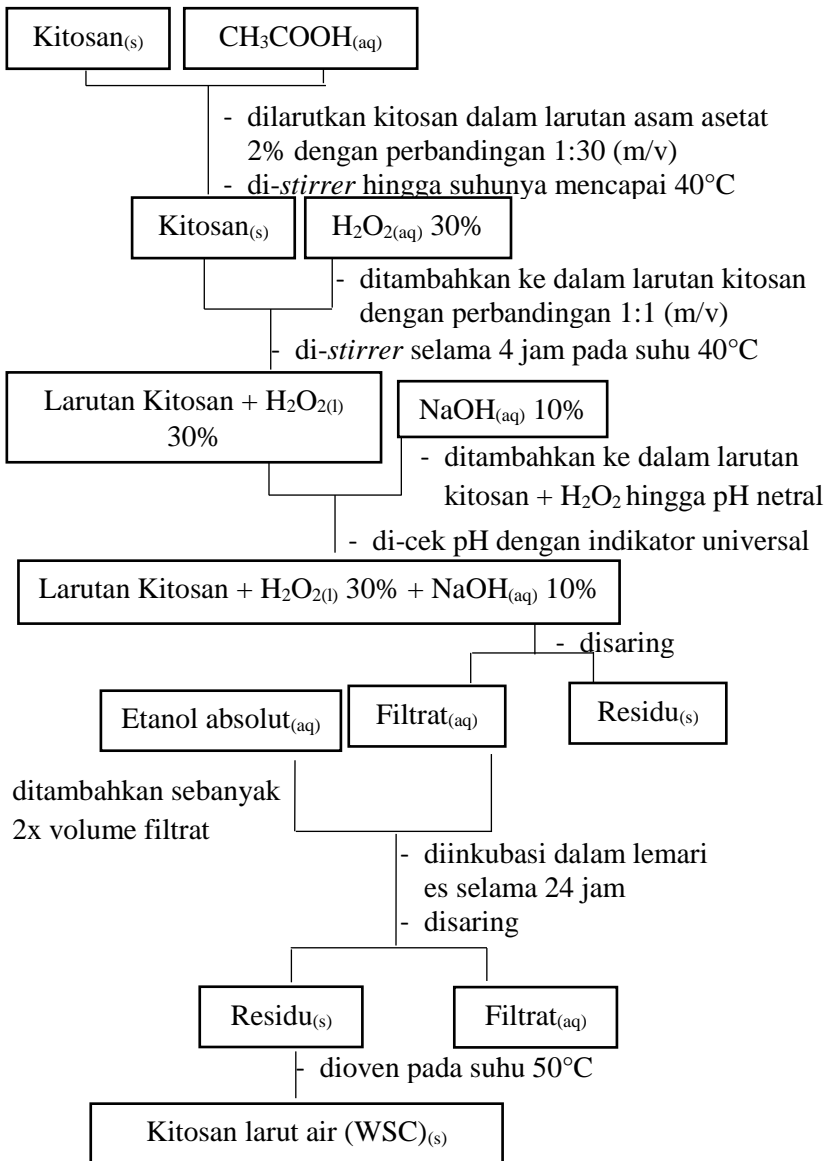 Kitosan(s)
CH₃COOH(aq)
- dilarutkan kitosan dalam larutan asam asetat
2% dengan perbandingan 1:30 (m/v)
- di-stirrer hingga suhunya mencapai 40°C
Kitosan(s)
H₂O₂(aq) 30%
- ditambahkan ke dalam larutan kitosan
dengan perbandingan 1:1 (m/v)
- di-stirrer selama 4 jam pada suhu 40°C
Larutan Kitosan + H₂O₂(l)
30%
NaOH(aq) 10%
- ditambahkan ke dalam larutan
kitosan + H₂O₂ hingga pH netral
- di-cek pH dengan indikator universal
Larutan Kitosan + H₂O₂(l) 30% + NaOH(aq) 10%
- disaring
Etanol absolut(aq)
Filtrat(aq)
Residu(s)
ditambahkan sebanyak
2x volume filtrat
- diinkubasi dalam lemari
es selama 24 jam
- disaring
Residu(s)
Filtrat(aq)
- dioven pada suhu 50°C
Kitosan larut air (WSC)(s)